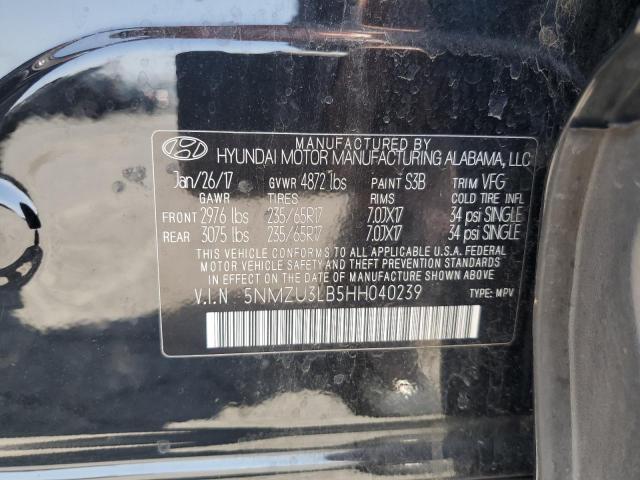 MANUFACTURED BY
HYUNDAI MOTOR MANUFACTURING ALABAMA, LLC
Jan/26/17 GVWR 4872 lbs PAINT S3B TRIM VFG
GAWR TIRES RIMS COLD TIRE INFL
FRONT 2976 lbs 235/65R17 7.0JX17 34 psi SINGLE
REAR 3075 lbs 235/65R17 7.0JX17 34 psi SINGLE
THIS VEHICLE CONFORMS TO ALL APPLICABLE U.S.A. FEDERAL
MOTOR VEHICLE SAFETY, BUMPER, AND THEFT PREVENTION
STANDARDS IN EFFECT ON THE DATE OF MANUFACTURE SHOWN ABOVE.
V.I.N 5NMZU3LB5HH040239 TYPE: MPV